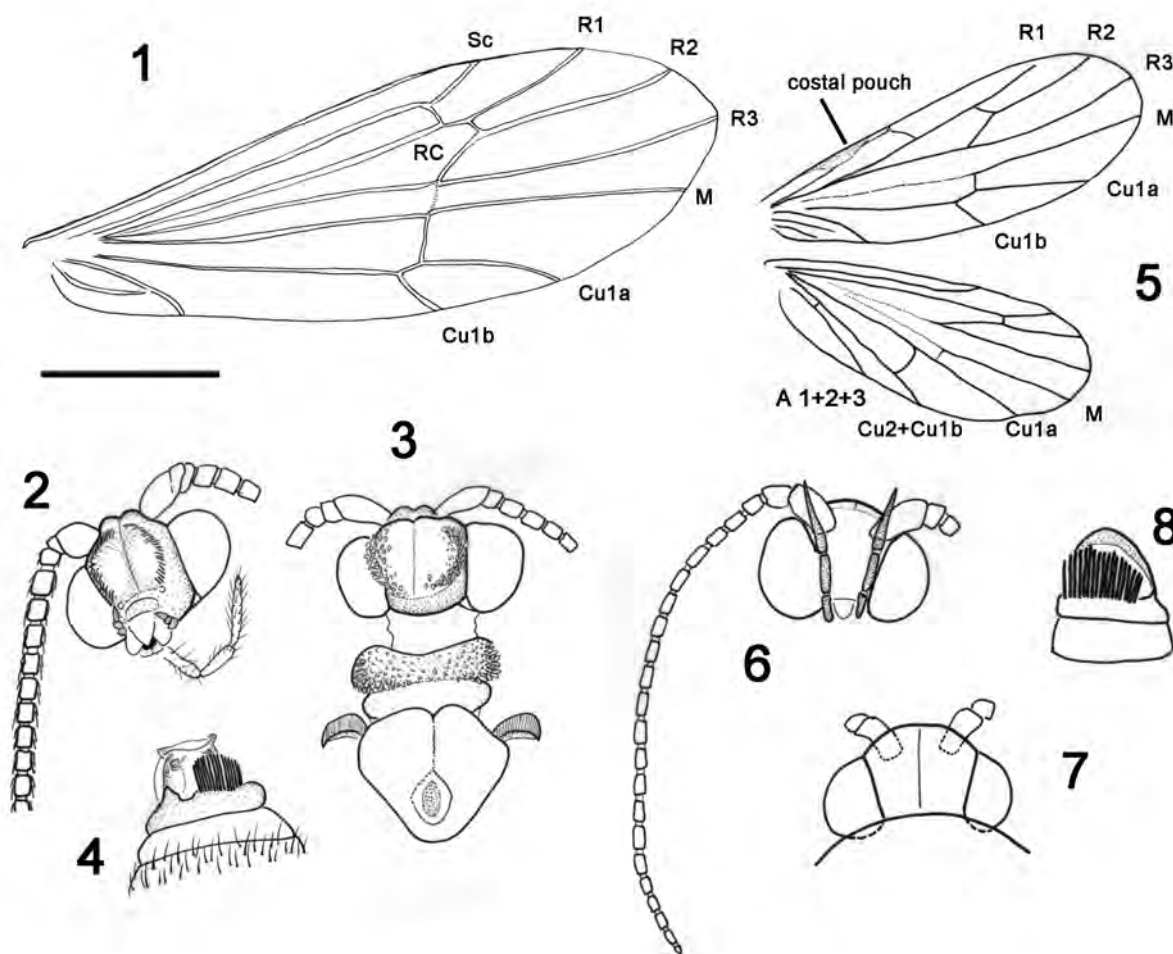 1
Sc
R1
R2
R3
RC
M
Cu1a
Cu1b
costal pouch
R1
R2
R3
M
Cu1a
Cu1b
5
A 1+2+3
Cu2+Cu1b
Cu1a
M
2
3
4
6
8
7